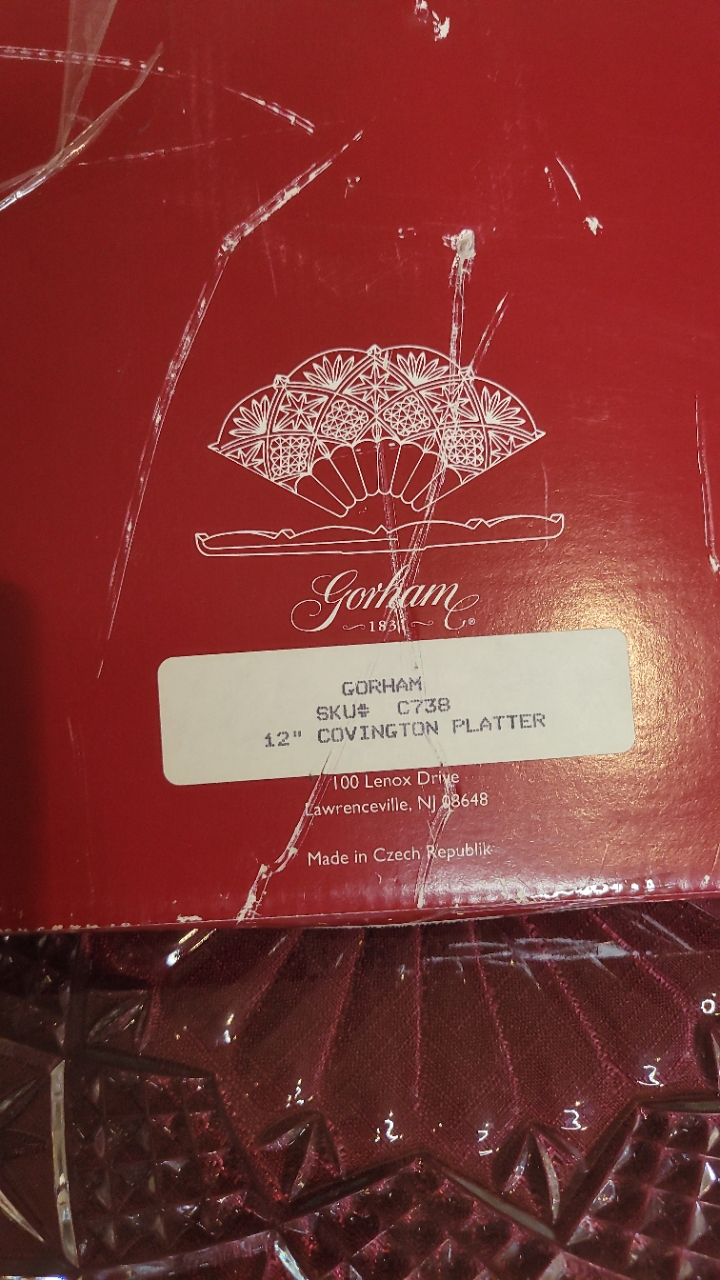 Gorham
1831
®
GORHAM
SKU# C738
12" COVINGTON PLATTER
100 Lenox Drive
Lawrenceville, NJ 08648
Made in Czech Republik